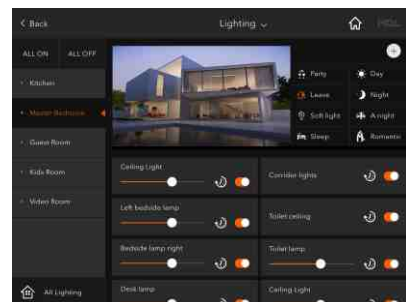 Back
Lighting
HDL
ALL ON
ALL OFF
Kitchen
Master Bedroom
Guest Room
Kids Room
Video Room
All Lighting
Party
Day
Leave
Night
Soft light
A night
Sleep
Romantic
Ceiling Light
Corridor lights
Left bedside lamp
Toilet ceiling
Bedside lamp right
Toilet lamp
Desk lamp
Ceiling Light